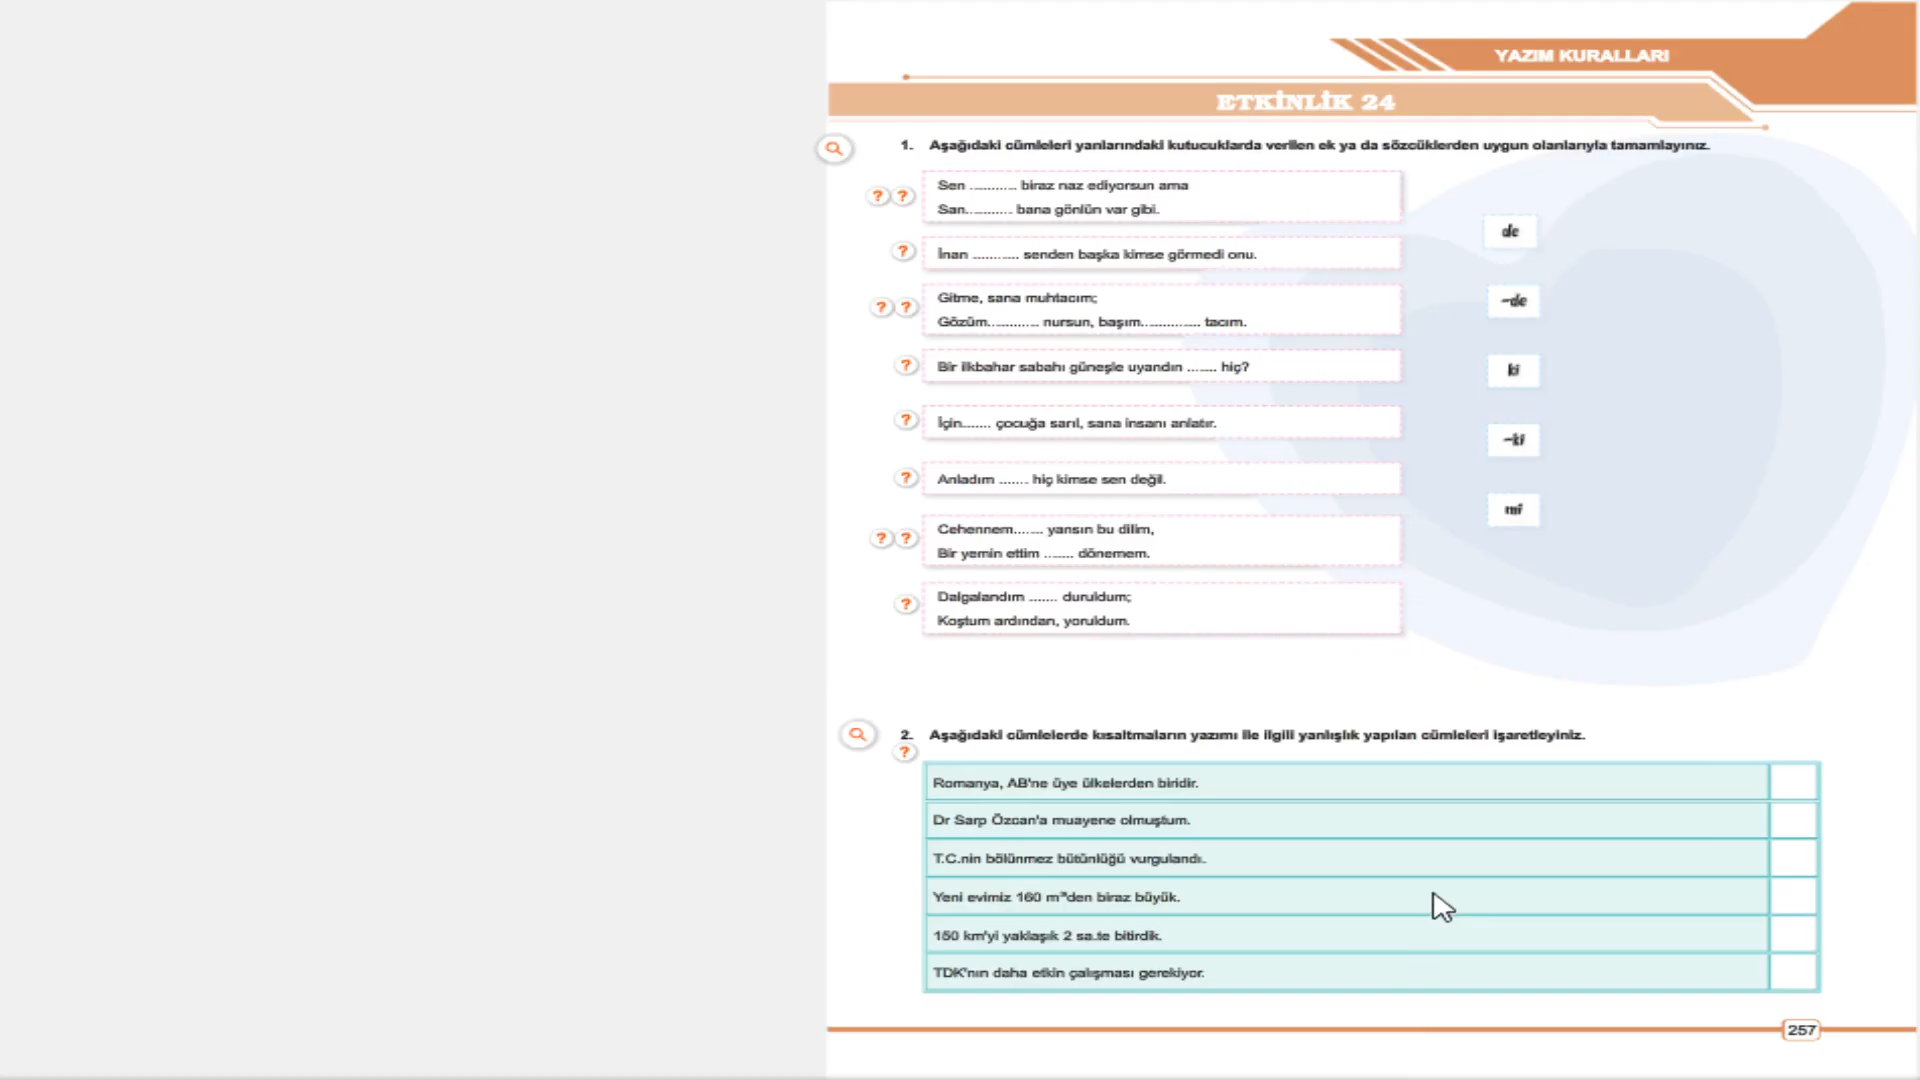 YAZIM KURALLARI
ETKİNLİK 24
1. Aşağıdaki cümleleri yanlarındaki kutucuklarda verilen ek ya da sözcüklerden uygun olanlarıyla tamamlayınız.
? ? Sen ........... biraz naz ediyorsun ama
San........... bana gönlün var gibi.
de
? İnan ........... senden başka kimse görmedi onu.
-de
? ? Gitme, sana muhtacım;
Gözüm............ nursun, başım.............. tacım.
? Bir ilkbahar sabahı güneşle uyandın ....... hiç?
ki
? İçin....... çocuğa sarıl, sana insanı anlatır.
-ki
? Anladım ....... hiç kimse sen değil.
mi
? ? Cehennem....... yansın bu dilim,
Bir yemin ettim ....... dönemem.
? Dalgalandım ....... duruldum;
Koştum ardından, yoruldum.
2. Aşağıdaki cümlelerde kısaltmaların yazımı ile ilgili yanlışlık yapılan cümleleri işaretleyiniz.
?
Romanya, AB'ne üye ülkelerden biridir.
Dr Sarp Özcan'a muayene olmuştum.
T.C.nin bölünmez bütünlüğü vurgulandı.
Yeni evimiz 160 m²den biraz büyük.
150 km'yi yaklaşık 2 sa.te bitirdik.
TDK'nın daha etkin çalışması gerekiyor.
257